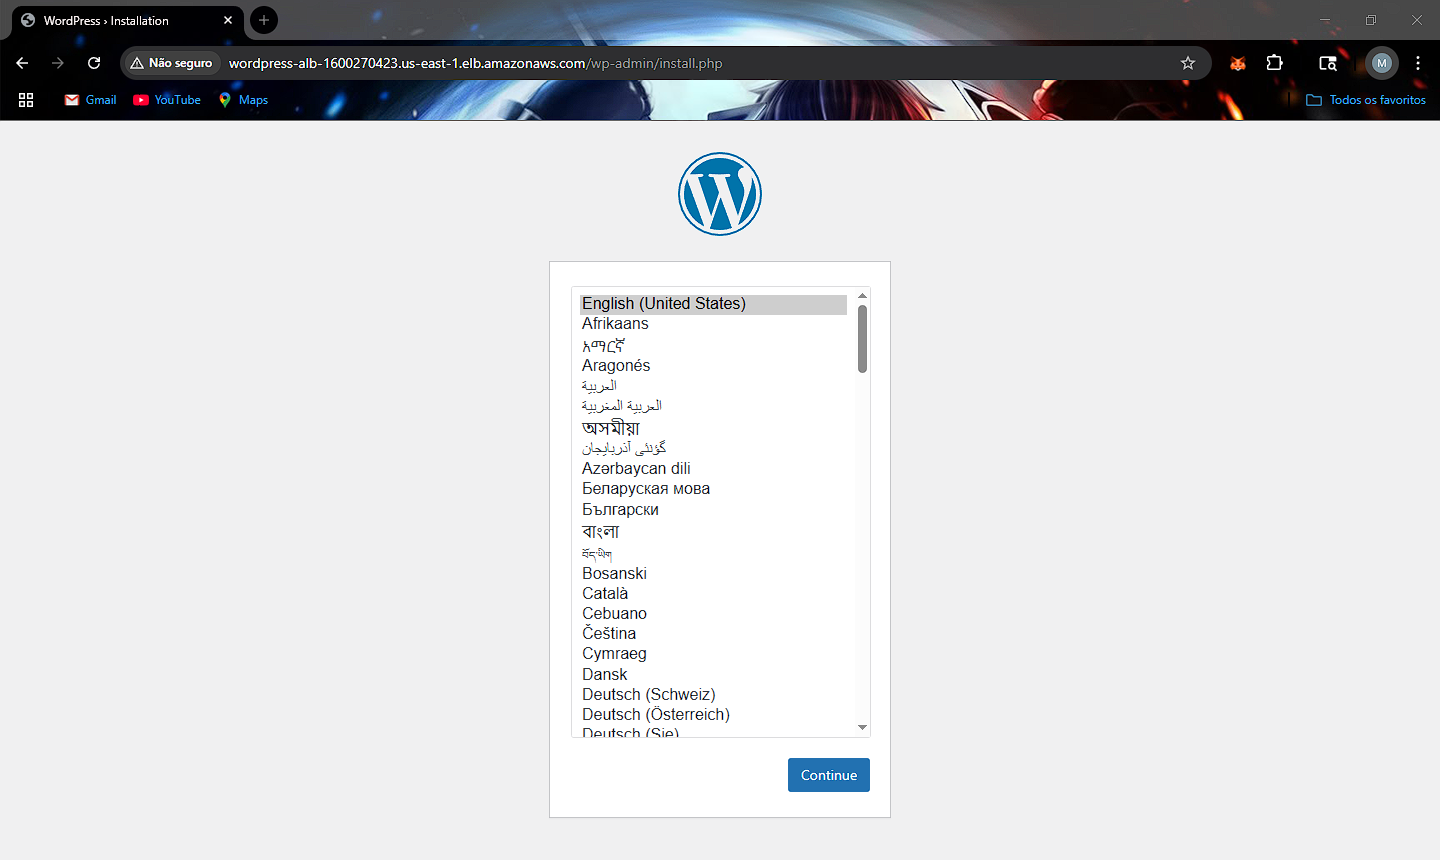 WordPress › Installation
Não seguro
wordpress-alb-1600270423.us-east-1.elb.amazonaws.com/wp-admin/install.php
M
Gmail
YouTube
Maps
Todos os favoritos
W
English (United States)
Afrikaans
አማርኛ
Aragonés
العربية
العربية المغربية
অসমীয়া
گؤنئی آذربایجان
Azərbaycan dili
Беларуская мова
Български
বাংলা
བོད་ཡིག
Bosanski
Català
Cebuano
Čeština
Cymraeg
Dansk
Deutsch (Schweiz)
Deutsch (Österreich)
Deutsch (Sie)
Continue